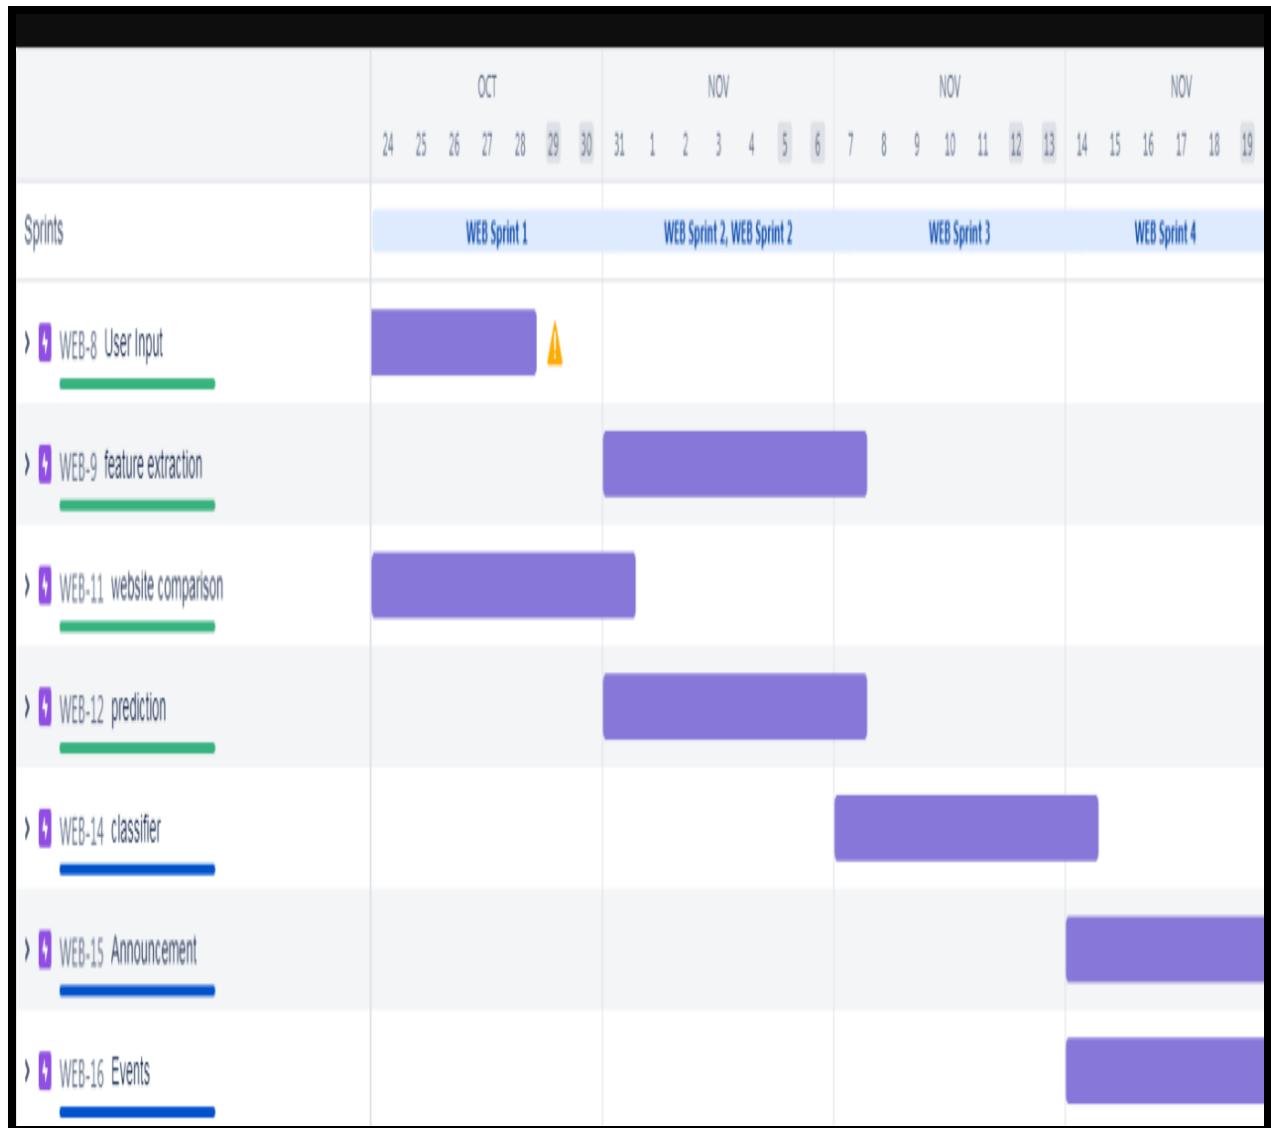 OCT NOV NOV NOV
24 25 26 27 28 29 30 31 1 2 3 4 5 6 7 8 9 10 11 12 13 14 15 16 17 18 19
Sprints WEB Sprint 1 WEB Sprint 2, WEB Sprint 2 WEB Sprint 3 WEB Sprint 4
WEB-8 User Input
WEB-9 feature extraction
WEB-11 website comparison
WEB-12 prediction
WEB-14 classifier
WEB-15 Announcement
WEB-16 Events